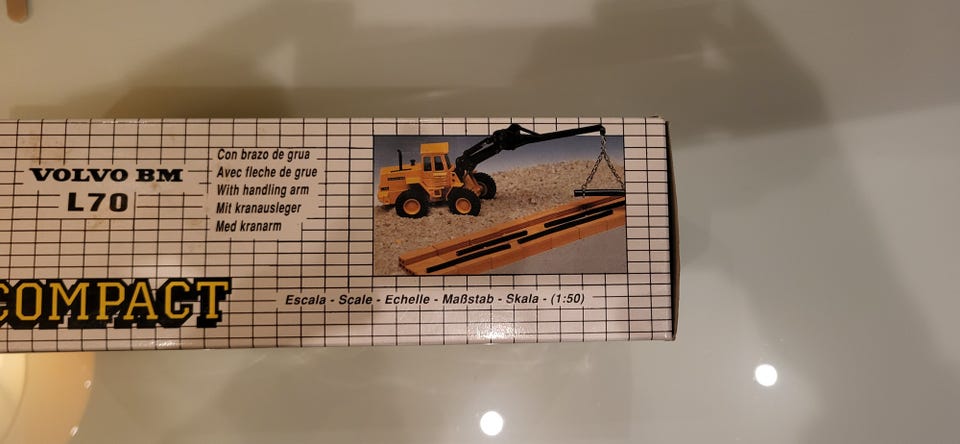 VOLVO BM
L70
Con brazo de grua
Avec fleche de grue
With handling arm
Mit kranausleger
Med kranarm
COMPACT
Escala - Scale - Echelle - Maßstab - Skala - (1:50)